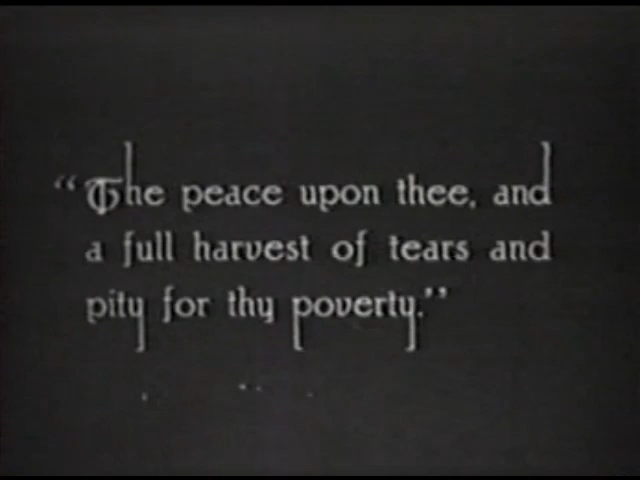 “The peace upon thee, and
a full harvest of tears and
pity for thy poverty.”